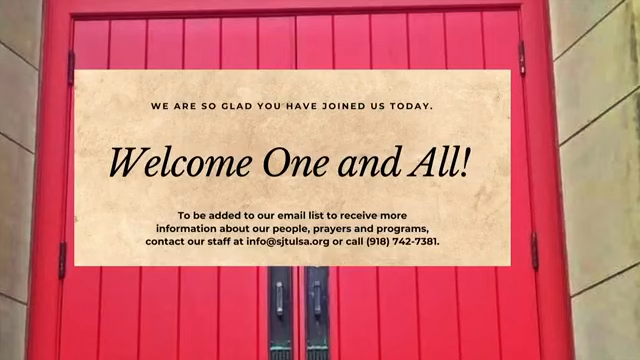 WE ARE SO GLAD YOU HAVE JOINED US TODAY.
Welcome One and All!
To be added to our email list to receive more
information about our people, prayers and programs,
contact our staff at info@sjtulsa.org or call (918) 742-7381.